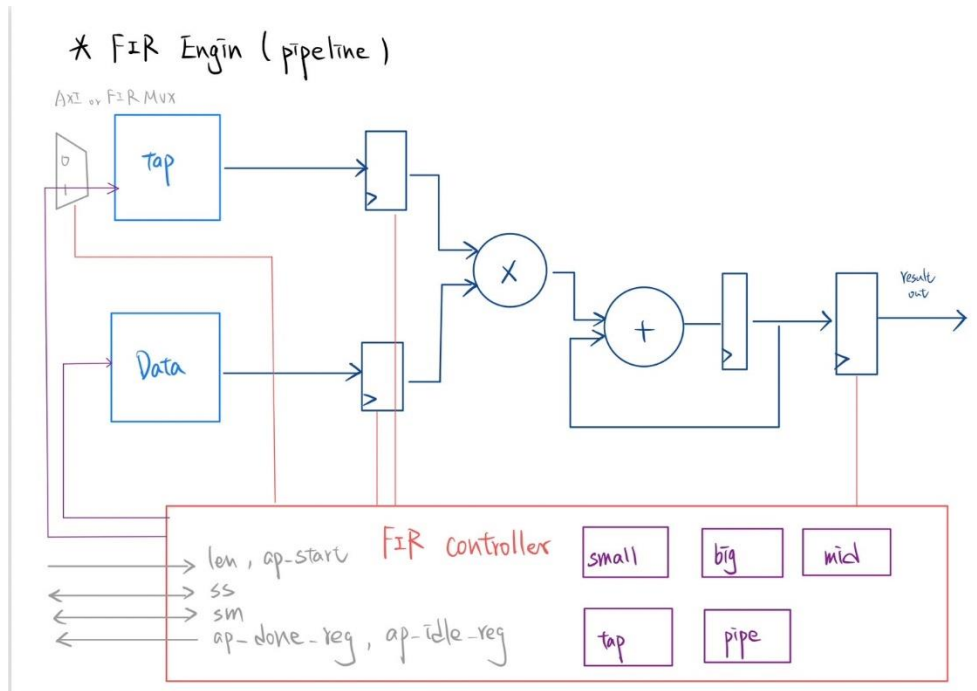 * FIR Engin (pipeline)
AXI or FIR MUX
0
1
Tap
Data
X
+
result
out
FIR controller
len, ap-start
ss
sm
ap-done-reg, ap-idle-reg
small
big
mid
tap
pipe